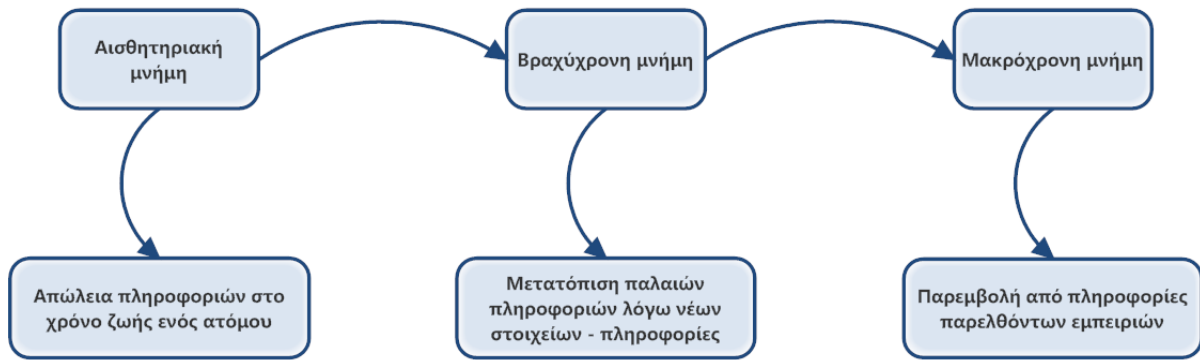 Αισθητηριακή
μνήμη
Βραχύχρονη μνήμη
Μακρόχρονη μνήμη
Απώλεια πληροφοριών στο
χρόνο ζωής ενός ατόμου
Μετατόπιση παλαιών
πληροφοριών λόγω νέων
στοιχείων - πληροφορίες
Παρεμβολή από πληροφορίες
παρελθόντων εμπειριών